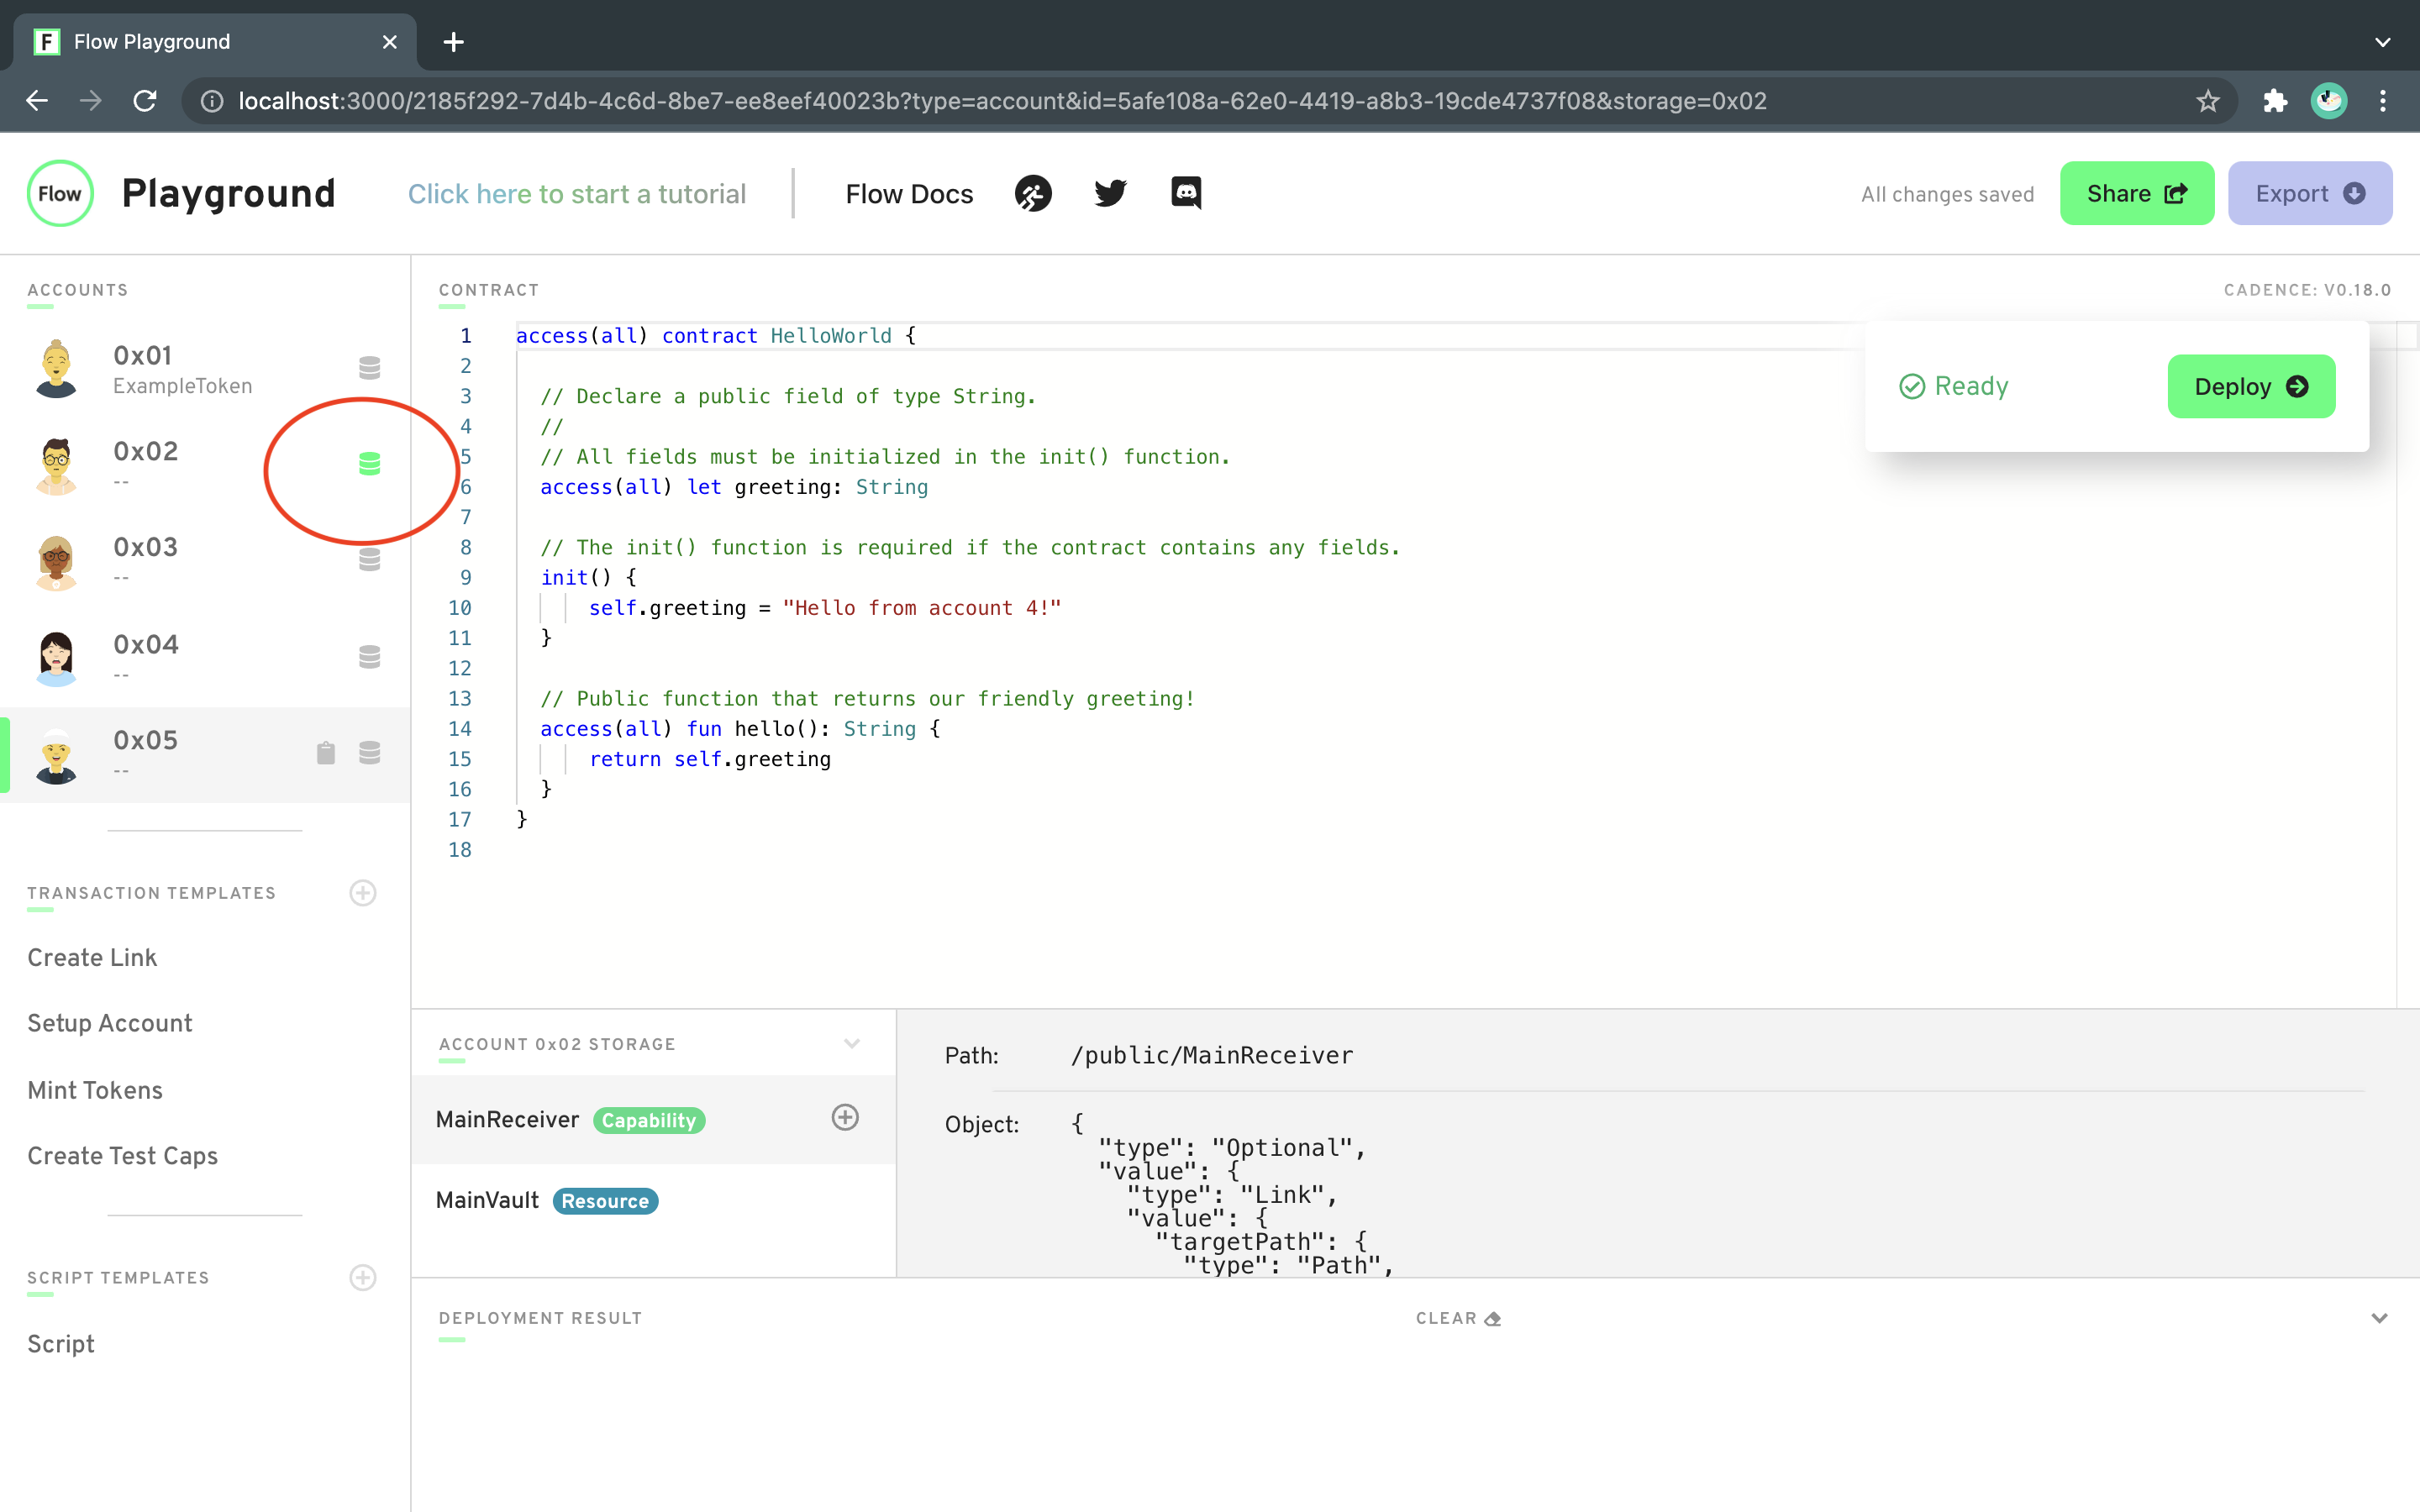 F Flow Playground
localhost:3000/2185f292-7d4b-4c6d-8be7-ee8eef40023b?type=account&id=5afe108a-62e0-4419-a8b3-19cde4737f08&storage=0x02
Flow Playground Click here to start a tutorial Flow Docs All changes saved Share Export
ACCOUNTS
0x01
ExampleToken
0x02
--
0x03
--
0x04
--
0x05
--
TRANSACTION TEMPLATES
Create Link
Setup Account
Mint Tokens
Create Test Caps
SCRIPT TEMPLATES
Script
CONTRACT CADENCE: V0.18.0
Ready Deploy
1 access(all) contract HelloWorld {
2
3 // Declare a public field of type String.
4 //
5 // All fields must be initialized in the init() function.
6 access(all) let greeting: String
7
8 // The init() function is required if the contract contains any fields.
9 init() {
10 self.greeting = "Hello from account 4!"
11 }
12
13 // Public function that returns our friendly greeting!
14 access(all) fun hello(): String {
15 return self.greeting
16 }
17 }
18
ACCOUNT 0x02 STORAGE
MainReceiver Capability
MainVault Resource
Path: /public/MainReceiver
Object: {
"type": "Optional",
"value": {
"type": "Link",
"value": {
"targetPath": {
"type": "Path",
DEPLOYMENT RESULT CLEAR